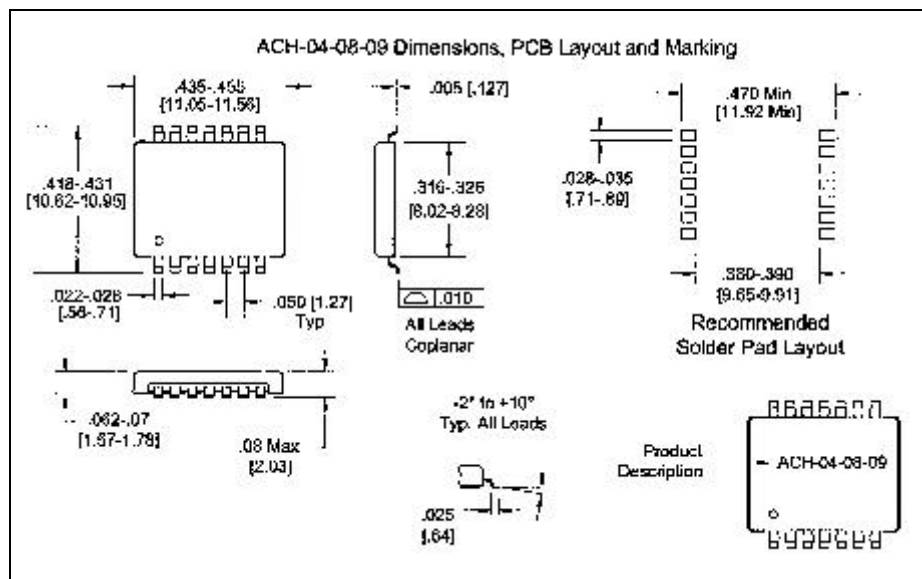 ACH-04-08-09 Dimensions, PCB Layout and Marking
.435-.455
[11.05-11.56]
.005 [.127]
.470 Min
[11.92 Min]
.418-.431
[10.62-10.95]
.316-.326
[8.02-8.28]
.028-.035
[.71-.89]
.022-.028
[.56-.71]
.050 [1.27]
Typ
.010
All Leads
Coplanar
.380-.390
[9.65-9.91]
Recommended
Solder Pad Layout
.062-.07
[1.57-1.78]
.08 Max
[2.03]
-2° to +10°
Typ. All Leads
.025
[.64]
Product
Description
ACH-04-08-09